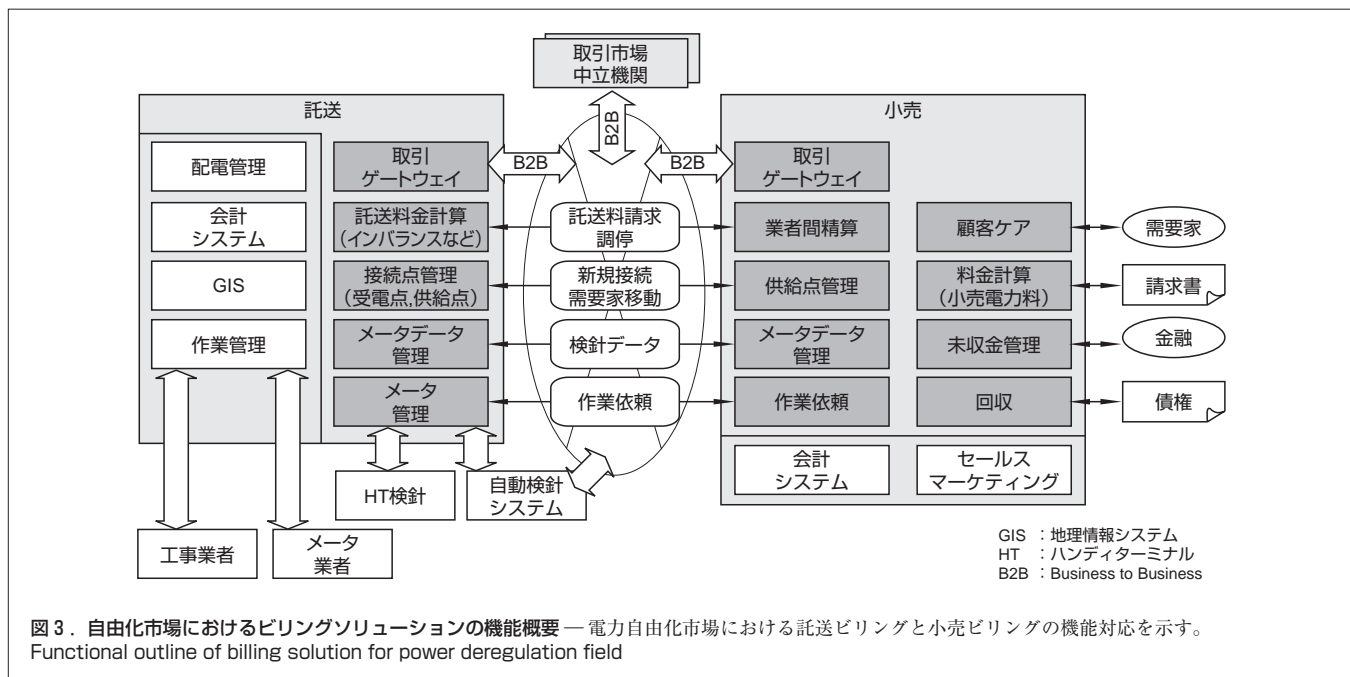 取引市場
中立機関
B2B
託送
配電管理
会計
システム
GIS
作業管理
取引
ゲートウェイ
託送料金計算
(インバランスなど)
接続点管理
(受電点,供給点)
メータデータ
管理
メータ
管理
B2B
B2B
託送料請求
調停
新規接続
需要家移動
検針データ
作業依頼
小売
取引
ゲートウェイ
業者間精算
供給点管理
メータデータ
管理
作業依頼
顧客ケア
料金計算
(小売電力料)
未収金管理
回収
会計
システム
セールス
マーケティング
需要家
請求書
金融
債権
HT検針
自動検針
システム
工事業者
メータ
業者
GIS :地理情報システム
HT :ハンディターミナル
B2B :Business to Business
図3.自由化市場におけるビリングソリューションの機能概要 — 電力自由化市場における託送ビリングと小売ビリングの機能対応を示す。
Functional outline of billing solution for power deregulation field